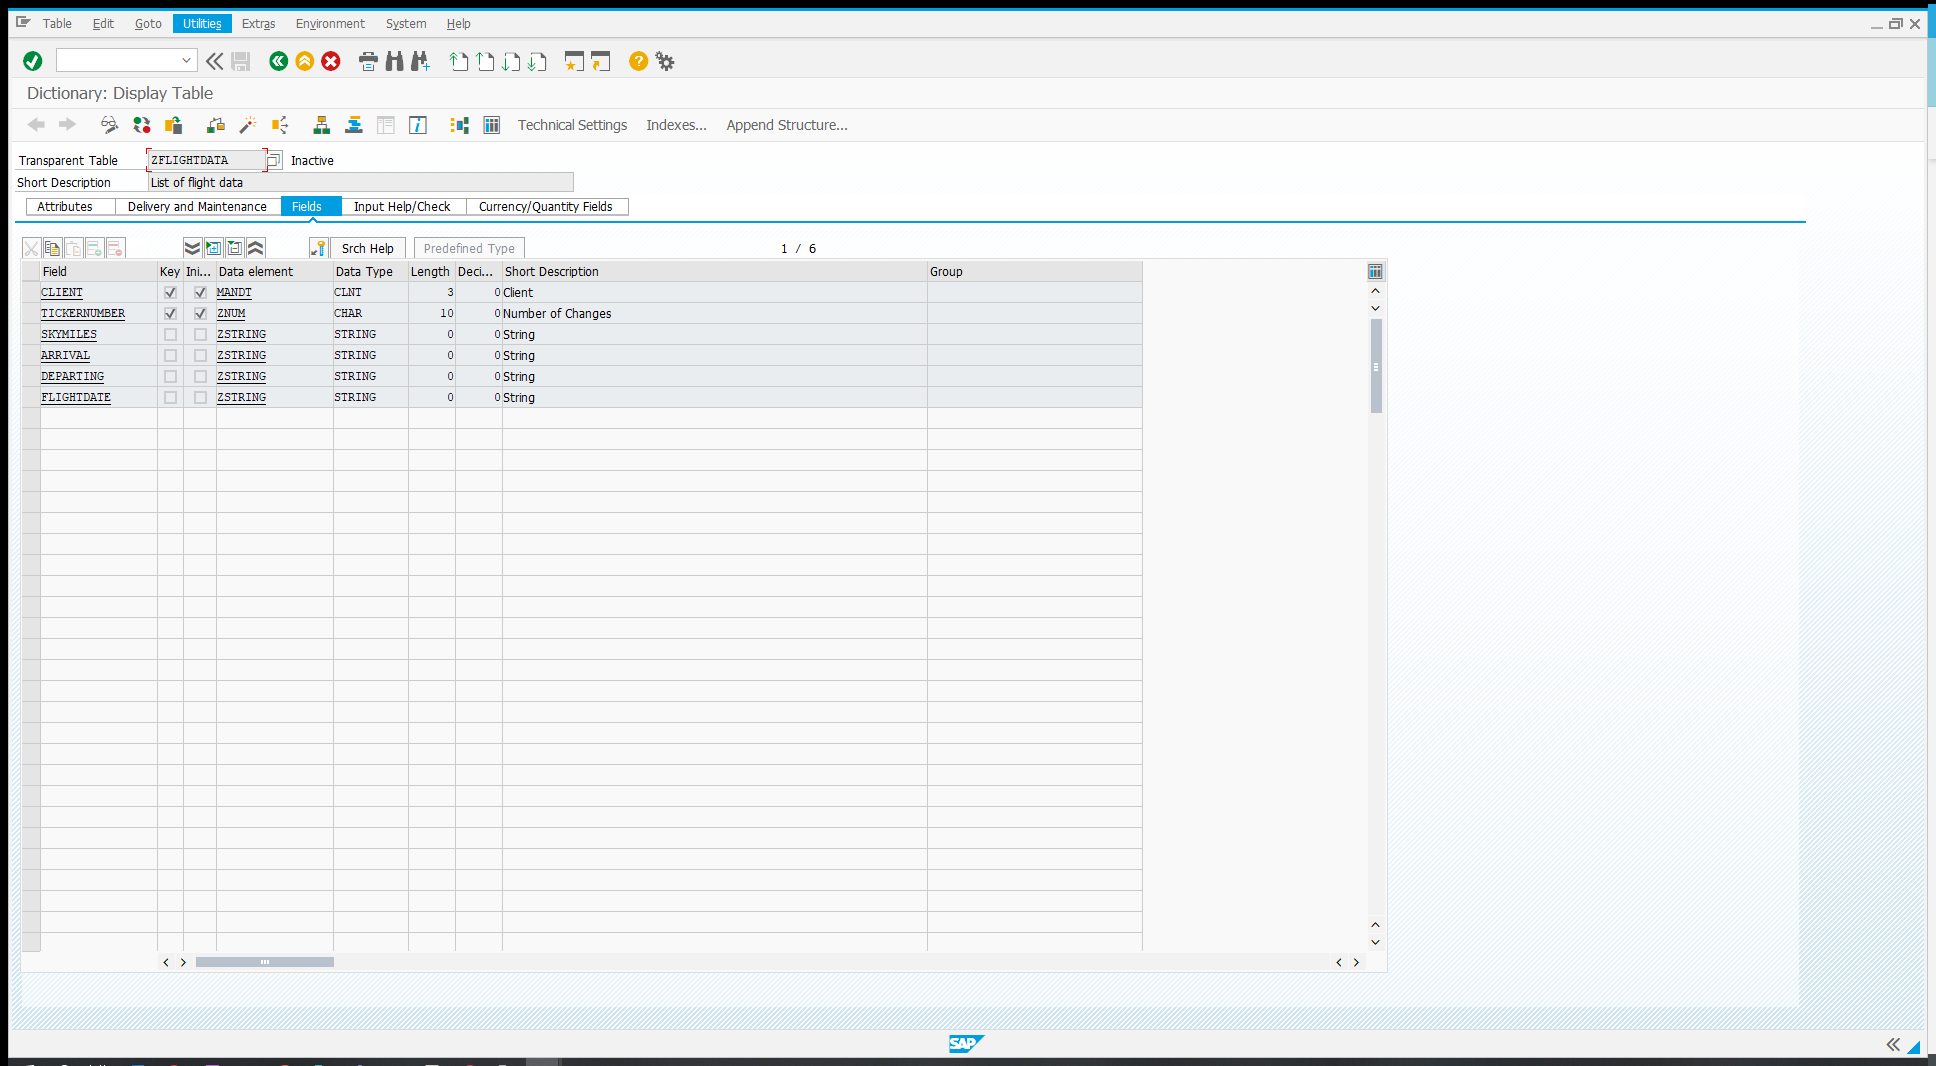 Table Edit Goto Utilities Extras Environment System Help
Dictionary: Display Table
Technical Settings Indexes... Append Structure...
Transparent Table ZFLIGHTDATA Inactive
Short Description List of flight data
Attributes Delivery and Maintenance Fields Input Help/Check Currency/Quantity Fields
Srch Help Predefined Type 1 / 6
Field Key Ini... Data element Data Type Length Deci... Short Description Group
CLIENT MANDT CLNT 3 0 Client
TICKERNUMBER ZNUM CHAR 10 0 Number of Changes
SKYMILES ZSTRING STRING 0 0 String
ARRIVAL ZSTRING STRING 0 0 String
DEPARTING ZSTRING STRING 0 0 String
FLIGHTDATE ZSTRING STRING 0 0 String
SAP